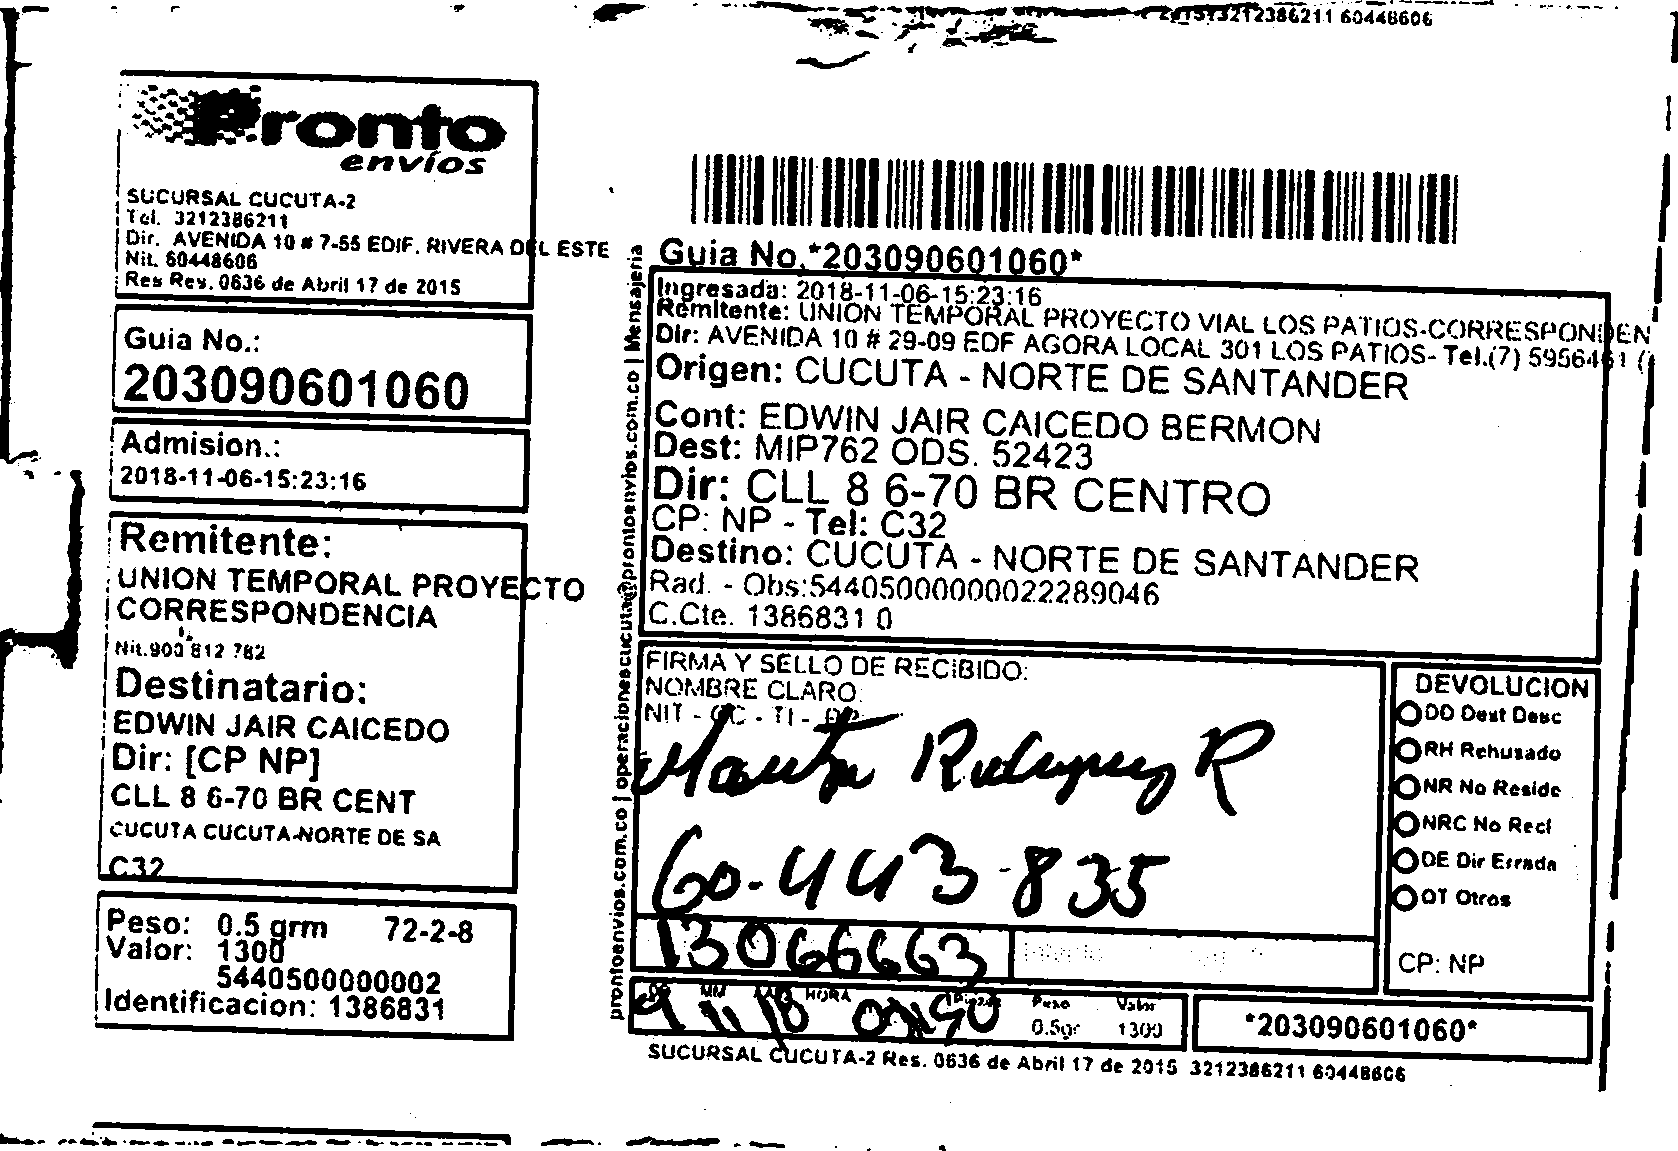 3212386211 60448606
Pronto
envíos
SUCURSAL CUCUTA-2
Tel. 3212386211
Dir. AVENIDA 10 # 7-55 EDIF. RIVERA DEL ESTE
Nit. 60448606
Res Res. 0636 de Abril 17 de 2015
Guia No.:
203090601060
Admision.:
2018-11-06-15:23:16
Remitente:
UNION TEMPORAL PROYECTO
CORRESPONDENCIA
Nit.900 812 782
Destinatario:
EDWIN JAIR CAICEDO
Dir: [CP NP]
CLL 8 6-70 BR CENT
CUCUTA CUCUTA-NORTE DE SA
C32
Peso: 0.5 grm 72-2-8
Valor: 1300
5440500000002
Identificacion: 1386831
prontoenvios.com.co | operacionescucuta@prontoenvios.com.co | Mensajeria
Guia No.*203090601060*
Ingresada: 2018-11-06-15:23:16
Remitente: UNION TEMPORAL PROYECTO VIAL LOS PATIOS-CORRESPONDEN
Dir: AVENIDA 10 # 29-09 EDF AGORA LOCAL 301 LOS PATIOS- Tel.(7) 5956461 (
Origen: CUCUTA - NORTE DE SANTANDER
Cont: EDWIN JAIR CAICEDO BERMON
Dest: MIP762 ODS. 52423
Dir: CLL 8 6-70 BR CENTRO
CP: NP - Tel: C32
Destino: CUCUTA - NORTE DE SANTANDER
Rad. - Obs:544050000000022289046
C.Cte. 1386831 0
FIRMA Y SELLO DE RECIBIDO:
NOMBRE CLARO:
NIT - CC - TI -
Rodriguez R
60-443-835
13066663
MM HORA Peso Valor
9 11 18 0.5gr 1300
DEVOLUCION
DD Dest Desc
RH Rehusado
NR No Reside
NRC No Recl
DE Dir Errada
OT Otros
CP: NP
*203090601060*
SUCURSAL CUCUTA-2 Res. 0636 de Abril 17 de 2015 3212386211 60448606